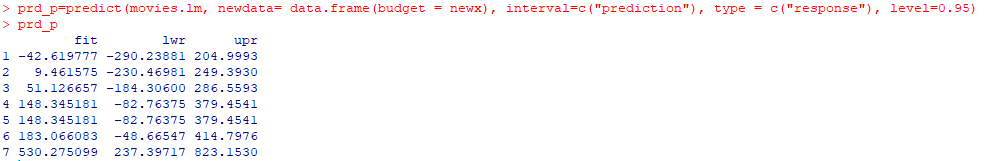 > prd_p=predict(movies.lm, newdata= data.frame(budget = newx), interval=c("prediction"), type = c("response"), level=0.95)
> prd_p
         fit        lwr      upr
1 -42.619777 -290.23881 204.9993
2   9.461575 -230.46981 249.3930
3  51.126657 -184.30600 286.5593
4 148.345181  -82.76375 379.4541
5 148.345181  -82.76375 379.4541
6 183.066083  -48.66547 414.7976
7 530.275099  237.39717 823.1530